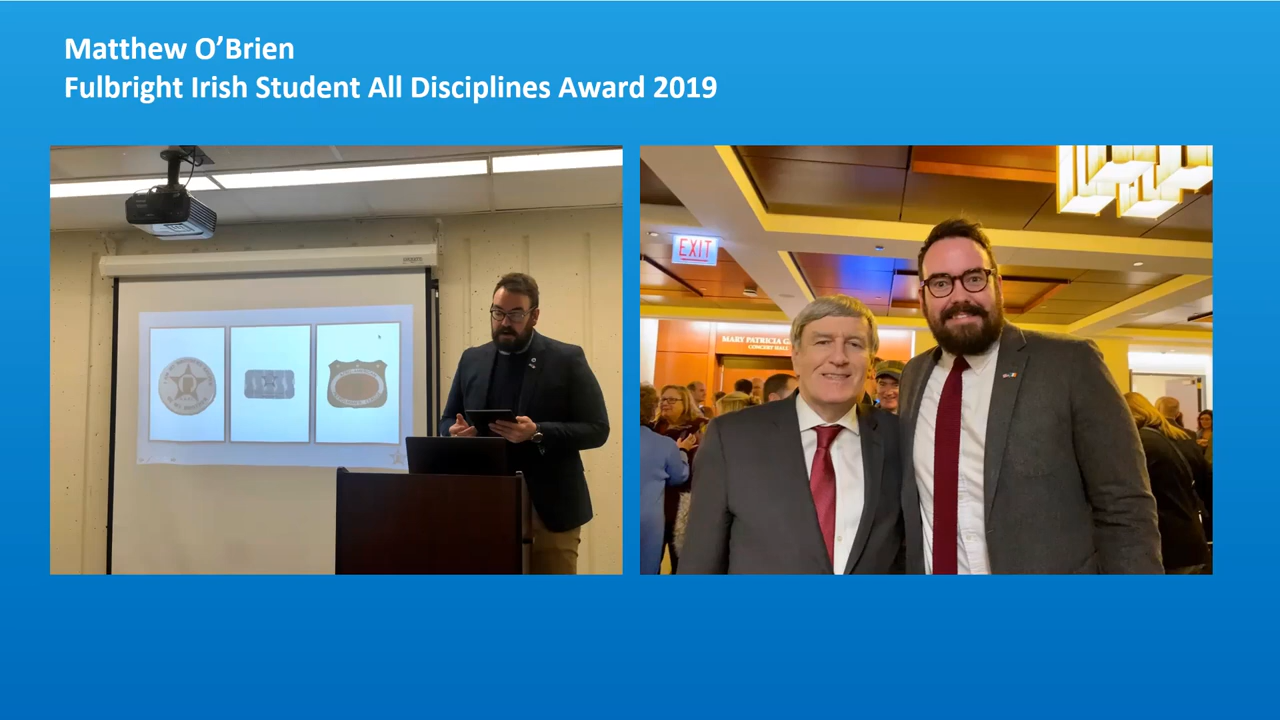 Matthew O’Brien
Fulbright Irish Student All Disciplines Award 2019
EXIT
MARY PATRICIA
CONCERT HALL